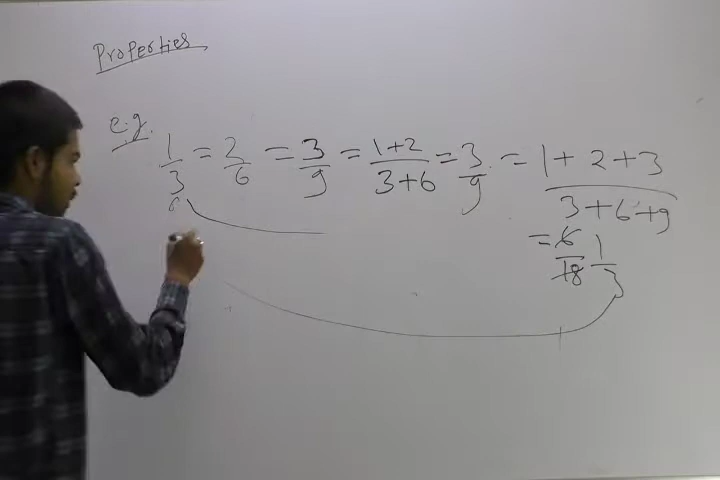 Properties
e.g. 1/3 = 2/6 = 3/9 = 1+2/3+6 = 3/9 = 1+2+3/3+6+9
= 6/18 1/3